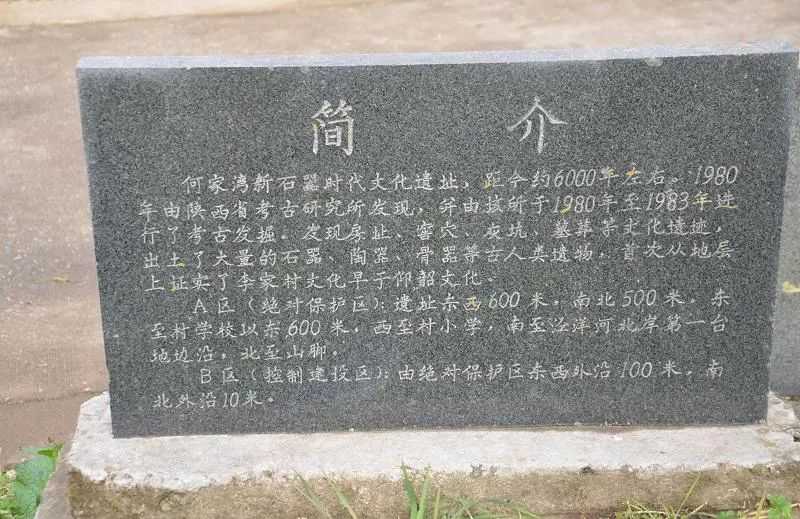 简介
何家湾新石器时代文化遗址，距今约6000年左右。1980
年由陕西省考古研究所发现，并由该所于1980年至1983年进
行了考古发掘。发现房址、窖穴、灰坑、墓葬等文化遗迹，
出土了大量的石器、陶器、骨器等古人类遗物，首次从地层
上证实了李家村文化早于仰韶文化。
A区（绝对保护区）：遗址东西600米，南北500米，东
至村学校以东600米，西至村小学，南至泾洋河北岸第一台
地边沿，北至山脚。
B区（控制建设区）：由绝对保护区东西外沿100米，南
北外沿10米。